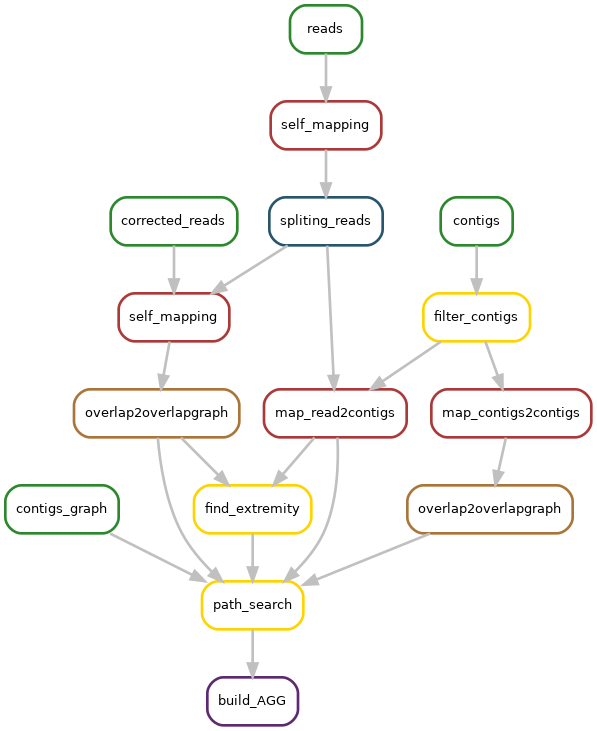 reads
self_mapping
corrected_reads
spliting_reads
contigs
self_mapping
filter_contigs
overlap2overlapgraph
map_read2contigs
map_contigs2contigs
contigs_graph
find_extremity
overlap2overlapgraph
path_search
build_AGG